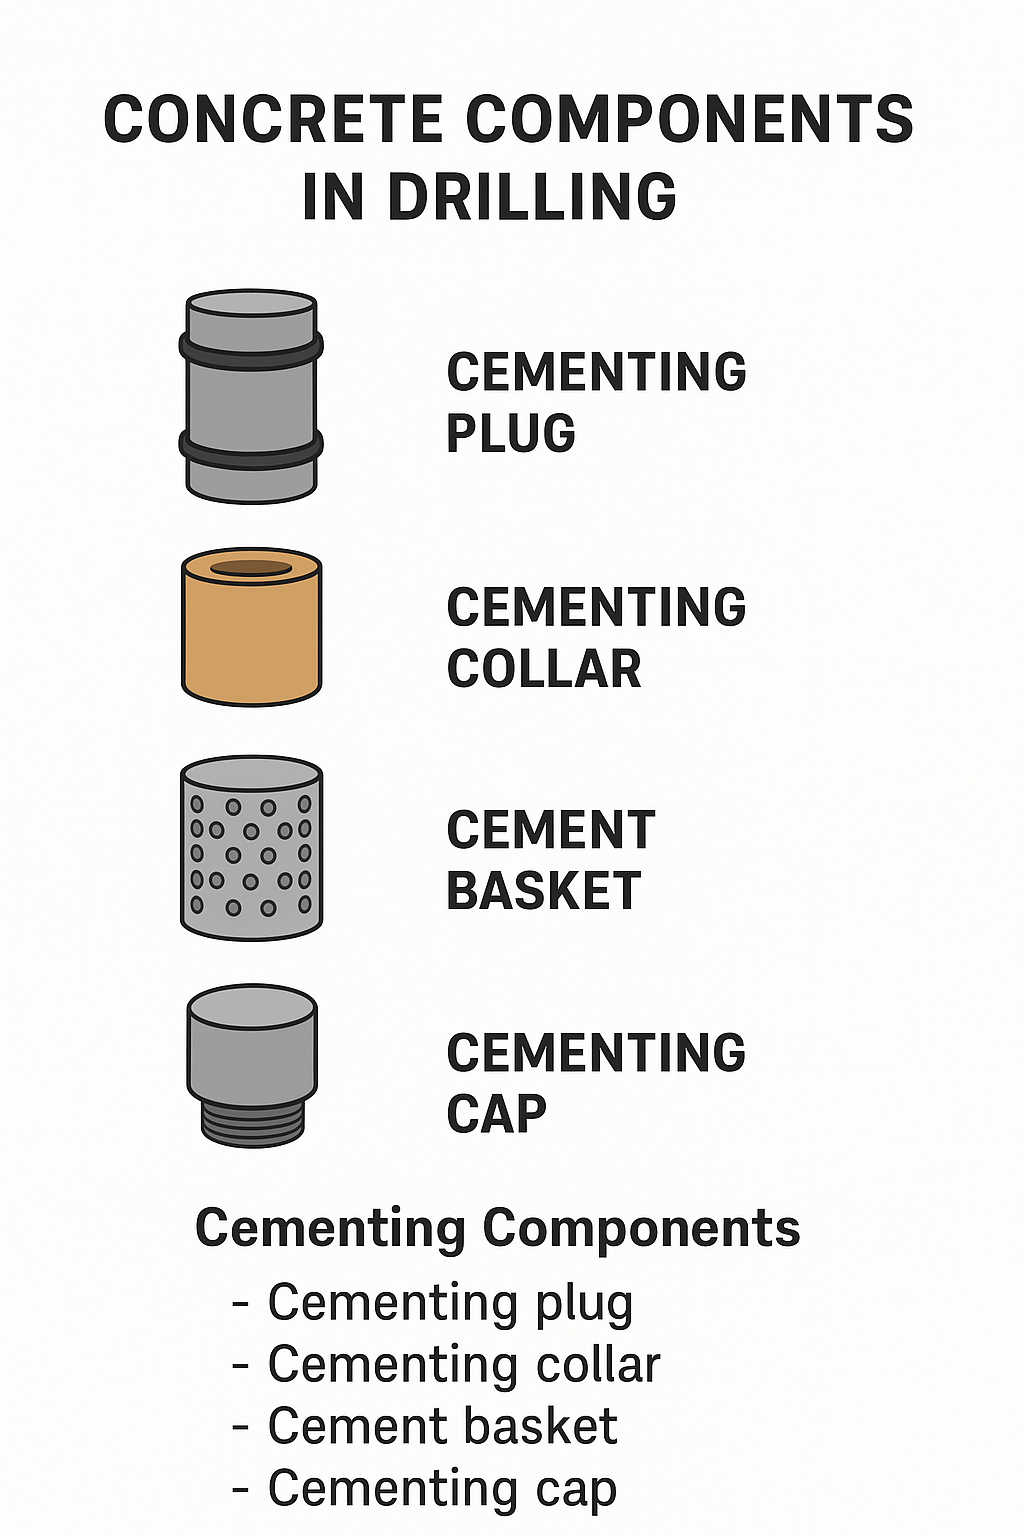 CONCRETE COMPONENTS
IN DRILLING
CEMENTING
PLUG
CEMENTING
COLLAR
CEMENT
BASKET
CEMENTING
CAP
Cementing Components
- Cementing plug
- Cementing collar
- Cement basket
- Cementing cap